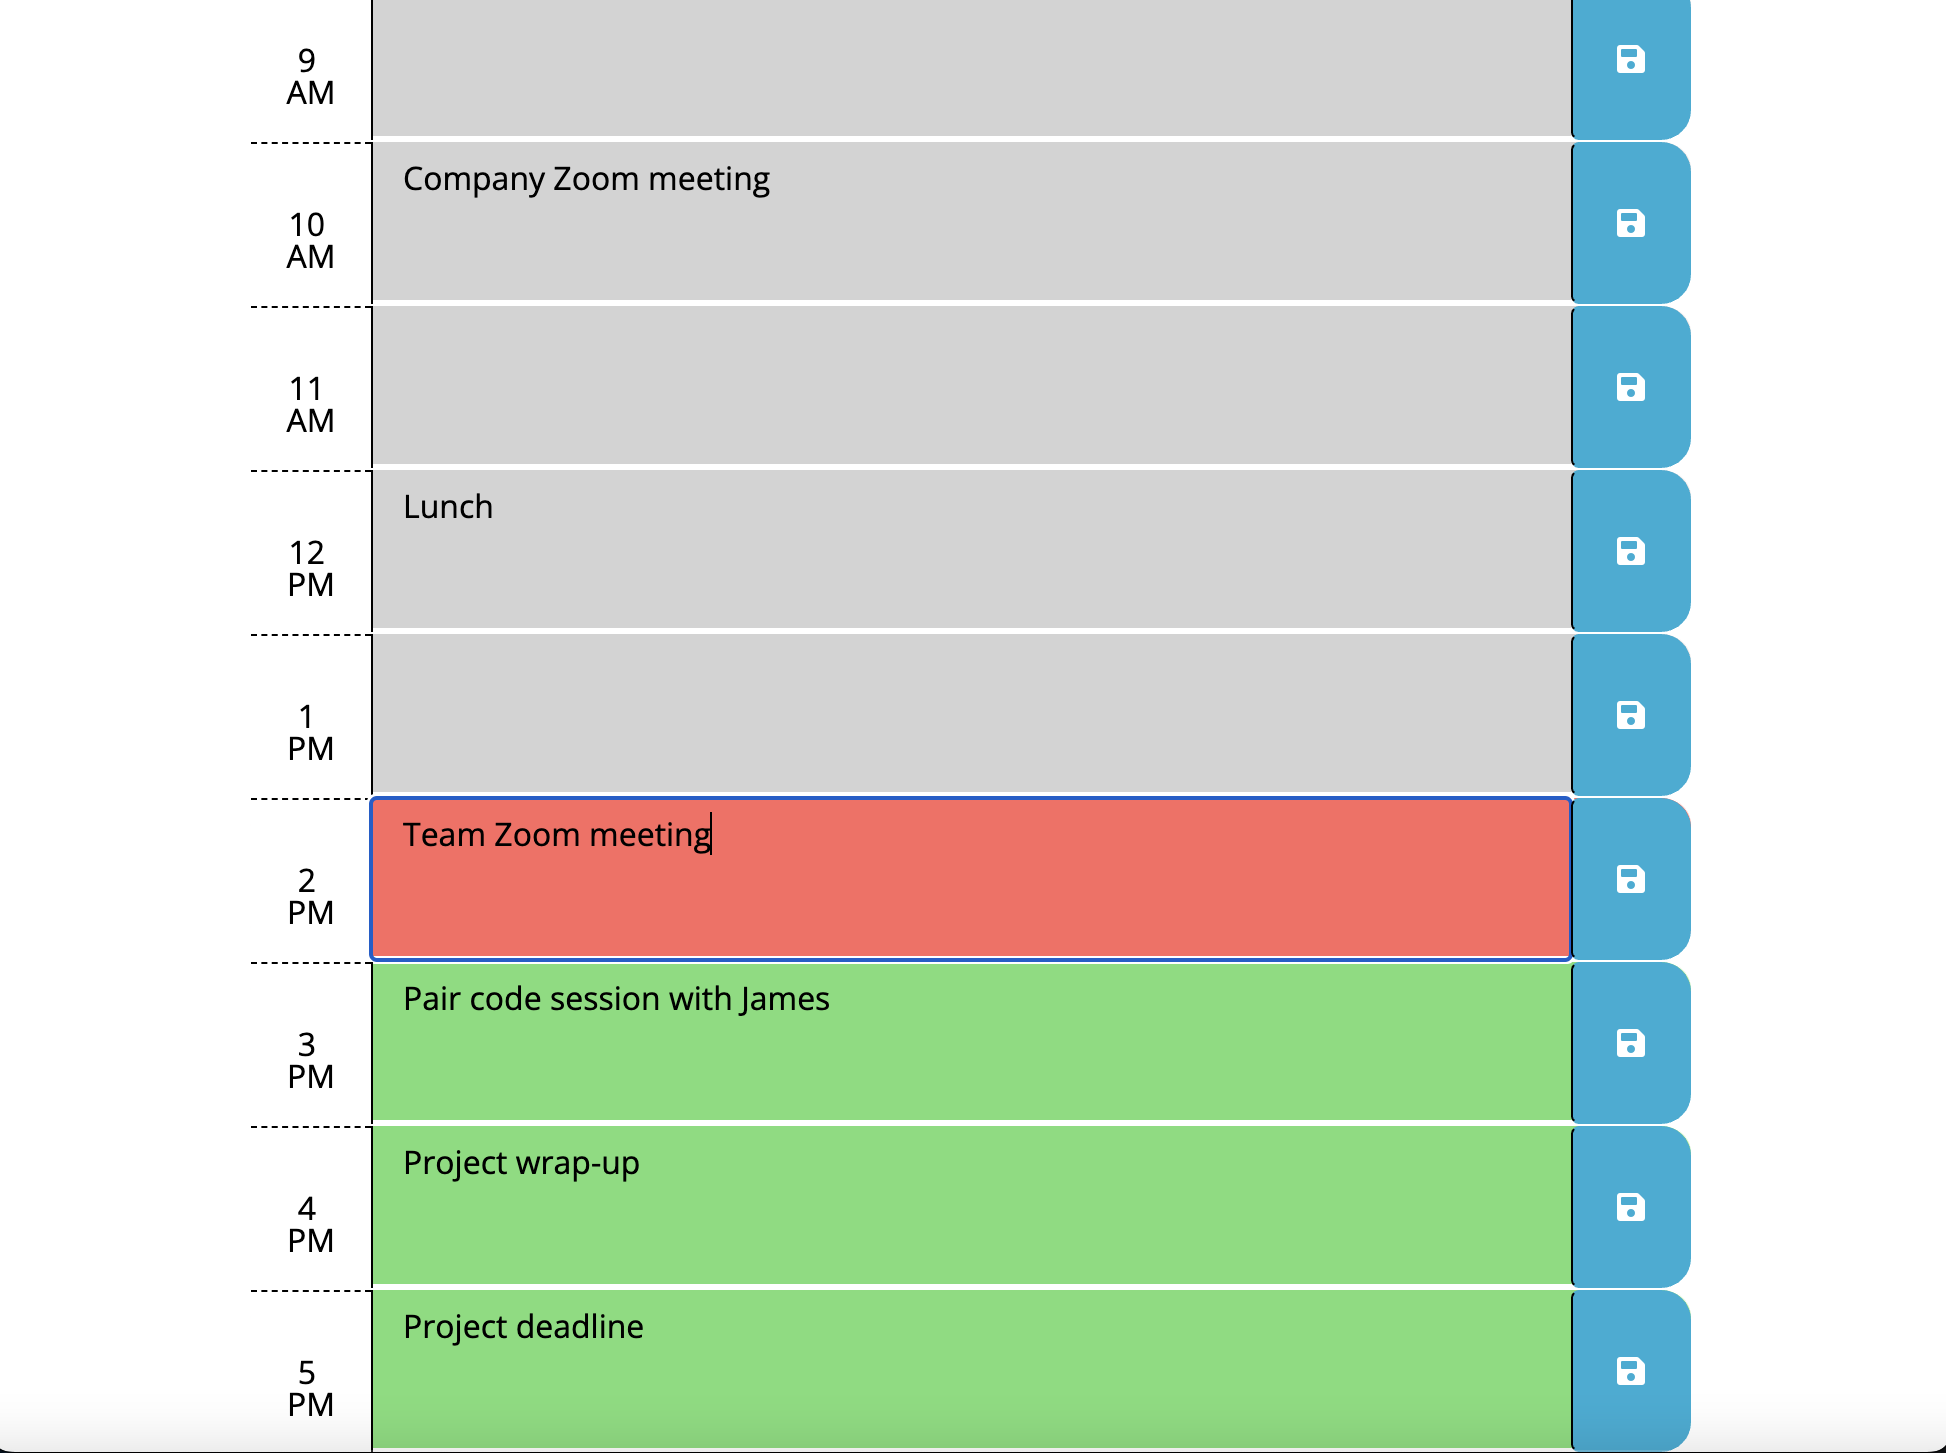 9
AM
Company Zoom meeting
10
AM
11
AM
Lunch
12
PM
1
PM
Team Zoom meeting
2
PM
Pair code session with James
3
PM
Project wrap-up
4
PM
Project deadline
5
PM